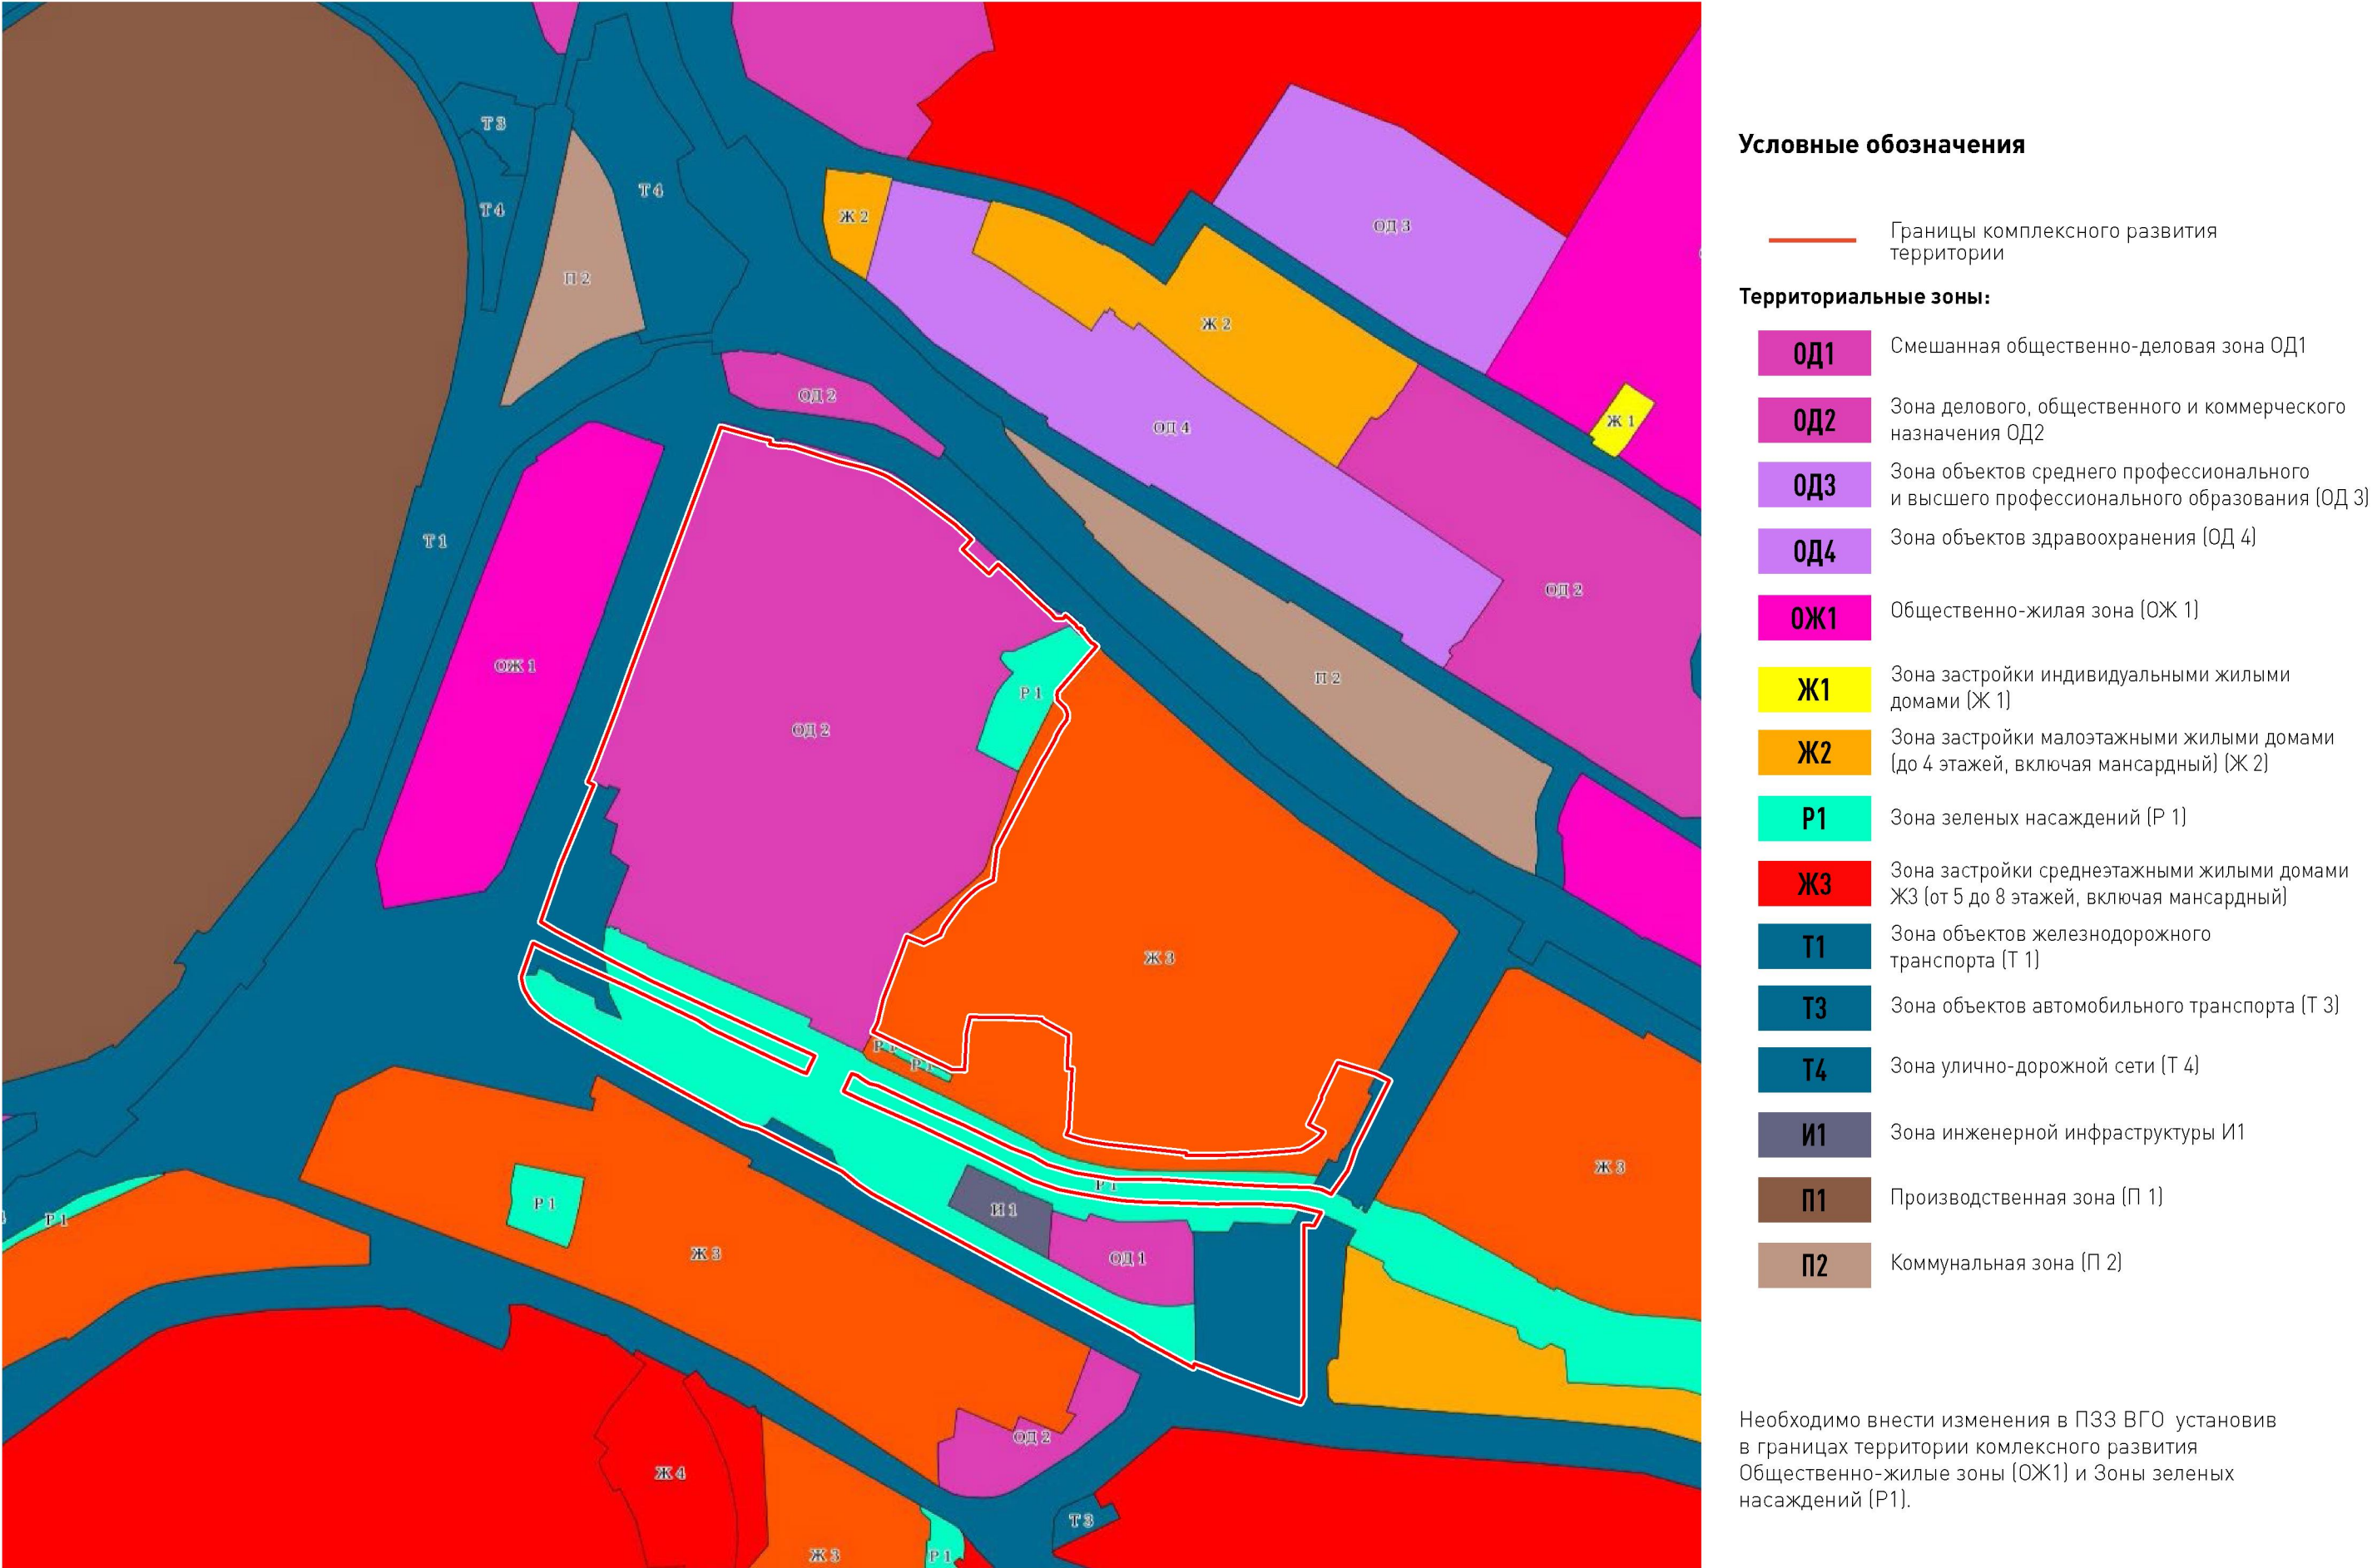 Т 3
Т 4
Т 4
Ж 2
ОД 3
П 2
Ж 2
ОД 2
Ж 1
ОД 4
Т 1
ОД 2
ОЖ 1
П 2
Р 1
ОД 2
Ж 3
Р 1
Р 1
Ж 3
Р 1
Р 1
И 1
Р 1
Ж 3
ОД 1
ОД 2
Ж 4
Т 3
Ж 3
Р 1
Условные обозначения
Границы комплексного развития
территории
Территориальные зоны:
ОД1 Смешанная общественно-деловая зона ОД1
ОД2 Зона делового, общественного и коммерческого
назначения ОД2
ОД3 Зона объектов среднего профессионального
и высшего профессионального образования (ОД 3)
ОД4 Зона объектов здравоохранения (ОД 4)
ОЖ1 Общественно-жилая зона (ОЖ 1)
Ж1 Зона застройки индивидуальными жилыми
домами (Ж 1)
Ж2 Зона застройки малоэтажными жилыми домами
(до 4 этажей, включая мансардный) (Ж 2)
Р1 Зона зеленых насаждений (Р 1)
Ж3 Зона застройки среднеэтажными жилыми домами
Ж3 (от 5 до 8 этажей, включая мансардный)
Т1 Зона объектов железнодорожного
транспорта (Т 1)
Т3 Зона объектов автомобильного транспорта (Т 3)
Т4 Зона улично-дорожной сети (Т 4)
И1 Зона инженерной инфраструктуры И1
П1 Производственная зона (П 1)
П2 Коммунальная зона (П 2)
Необходимо внести изменения в ПЗЗ ВГО установив
в границах территории комлексного развития
Общественно-жилые зоны (ОЖ1) и Зоны зеленых
насаждений (Р1).